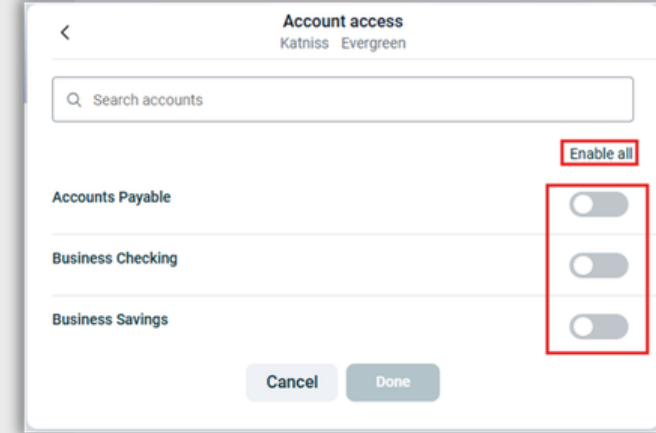 Account access
Katniss Evergreen
Search accounts
Enable all
Accounts Payable
Business Checking
Business Savings
Cancel Done